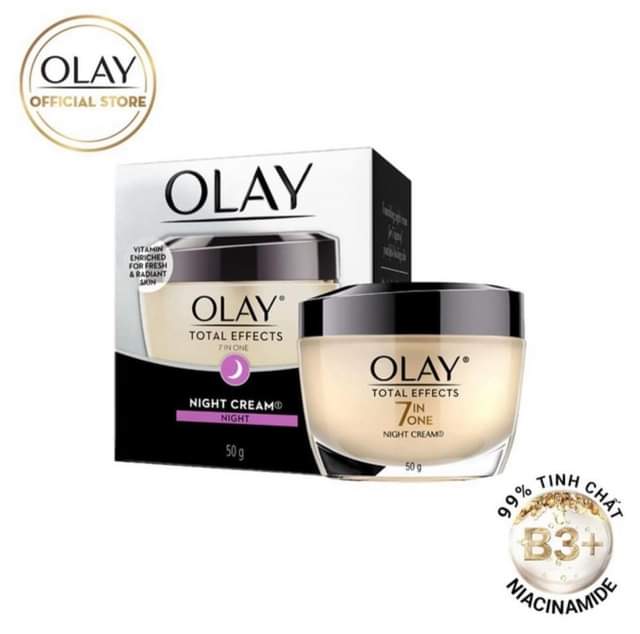 OLAY
OFFICIAL STORE
OLAY
VITAMIN
ENRICHED
FOR FRESH
& RADIANT
SKIN
OLAY®
TOTAL EFFECTS
7 IN ONE
NIGHT CREAM
NIGHT
50 g
OLAY®
TOTAL EFFECTS
7 IN
ONE
NIGHT CREAM
50 g
99% TINH CHẤT
B3+
NIACINAMIDE